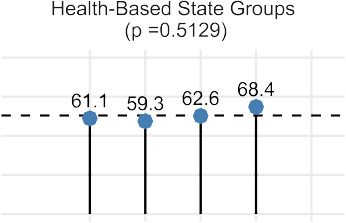 Health-Based State Groups
(p =0.5129)
61.1 59.3 62.6 68.4